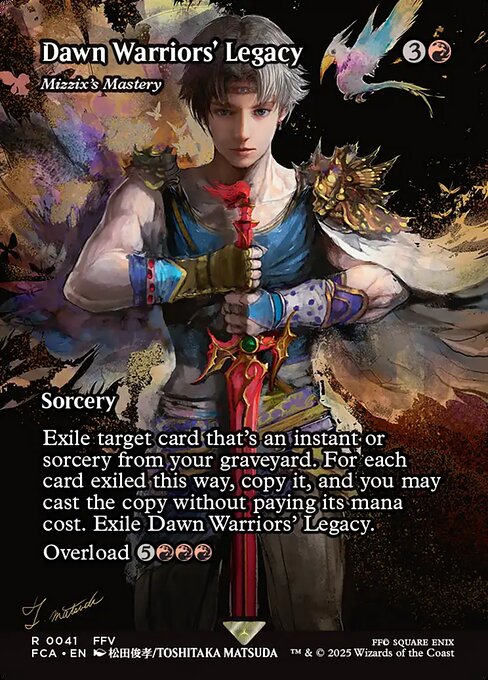 Dawn Warriors' Legacy 3
Mizzix's Mastery
Sorcery
Exile target card that's an instant or
sorcery from your graveyard. For each
card exiled this way, copy it, and you may
cast the copy without paying its mana
cost. Exile Dawn Warriors' Legacy.
Overload 5
T. matsuda
R 0041 FFV
FCA • EN 松田俊孝/TOSHITAKA MATSUDA
FF© SQUARE ENIX
™ & © 2025 Wizards of the Coast